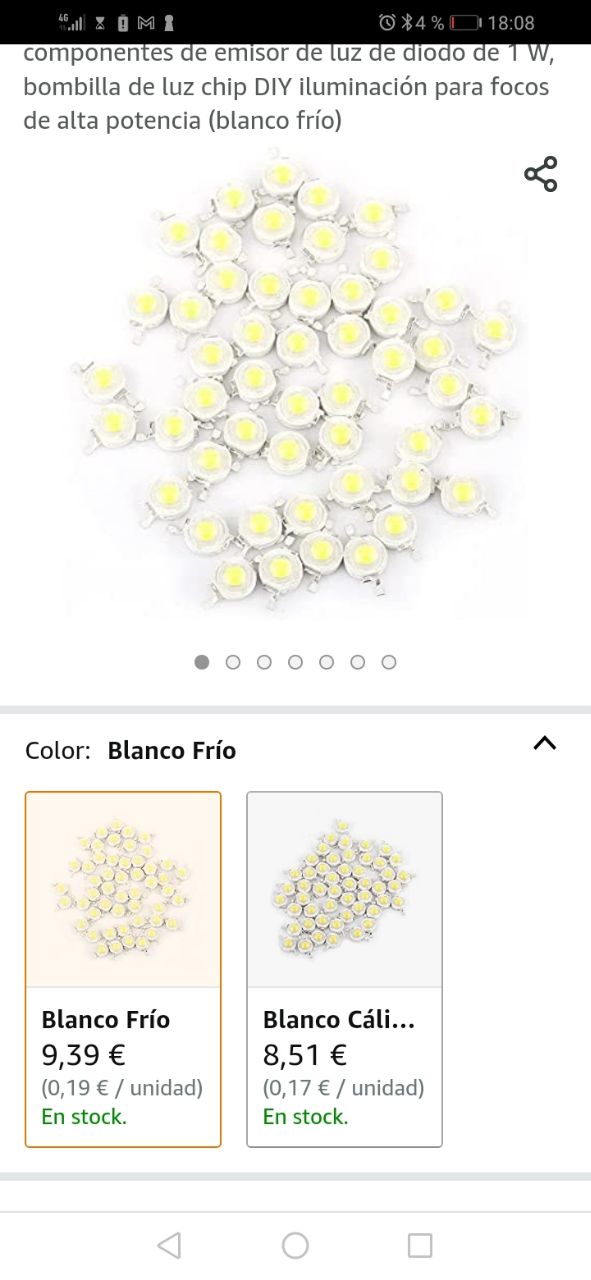 4G 4 % 18:08
componentes de emisor de luz de diodo de 1 W,
bombilla de luz chip DIY iluminación para focos
de alta potencia (blanco frío)
Color: Blanco Frío
Blanco Frío
9,39 €
(0,19 € / unidad)
En stock.
Blanco Cáli...
8,51 €
(0,17 € / unidad)
En stock.